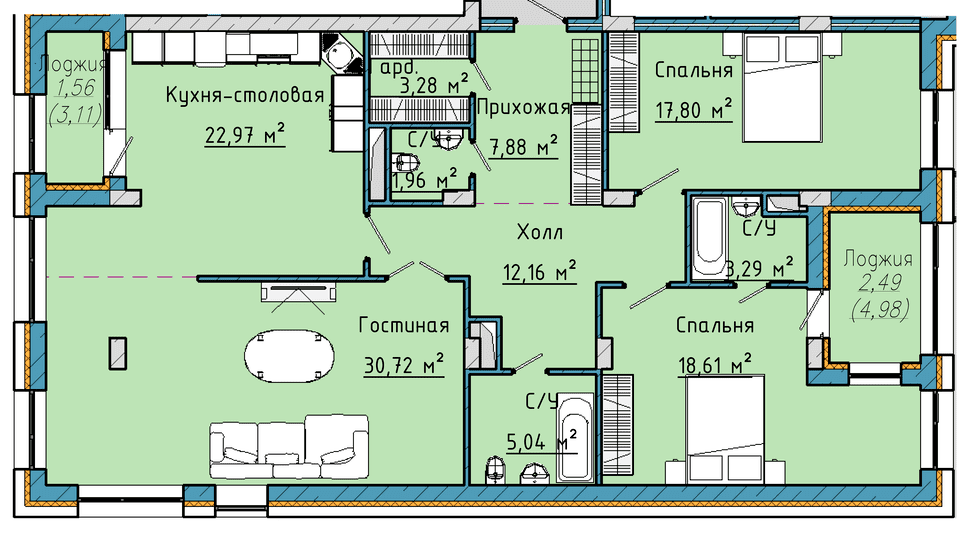 Лоджия
1,56
(3,11)
Кухня-столовая
22,97 м²
ард.
3,28 м²
Прихожая
7,88 м²
С/У
1,96 м²
Спальня
17,80 м²
Холл
12,16 м²
С/У
3,29 м²
Лоджия
2,49
(4,98)
Гостиная
30,72 м²
Спальня
18,61 м²
С/У
5,04 м²